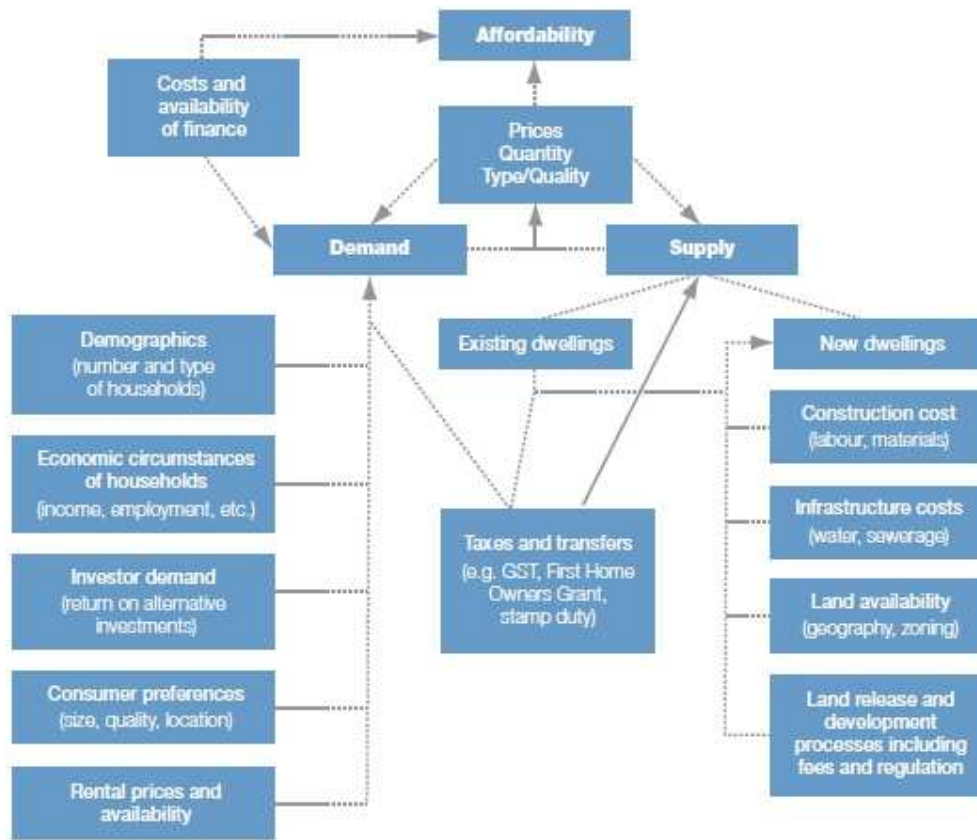 Affordability
Costs and
availability
of finance
Prices
Quantity
Type/Quality
Demand
Supply
Demographics
(number and type
of households)
Economic circumstances
of households
(income, employment, etc.)
Investor demand
(return on alternative
investments)
Consumer preferences
(size, quality, location)
Rental prices and
availability
Existing dwellings
Taxes and transfers
(e.g. GST, First Home
Owners Grant,
stamp duty)
New dwellings
Construction cost
(labour, materials)
Infrastructure costs
(water, sewerage)
Land availability
(geography, zoning)
Land release and
development
processes including
fees and regulation